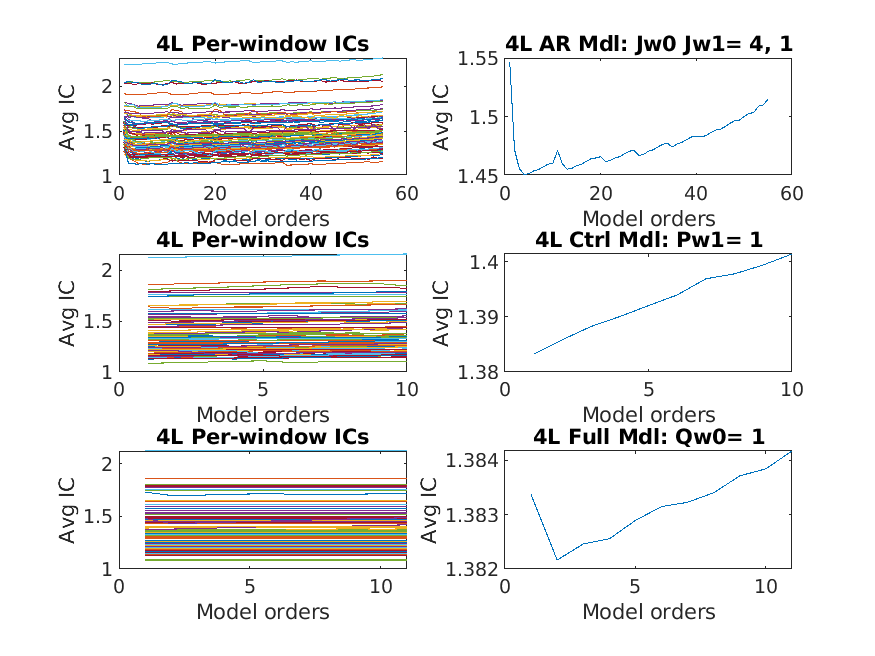 4L Per-window ICs
Avg IC
2
1.5
1
0
20
40
60
Model orders
4L AR Mdl: Jw0 Jw1= 4, 1
Avg IC
1.55
1.5
1.45
0
20
40
60
Model orders
4L Per-window ICs
Avg IC
2
1.5
1
0
5
10
Model orders
4L Ctrl Mdl: Pw1= 1
Avg IC
1.4
1.39
1.38
0
5
10
Model orders
4L Per-window ICs
Avg IC
2
1.5
1
0
5
10
Model orders
4L Full Mdl: Qw0= 1
Avg IC
1.384
1.383
1.382
0
5
10
Model orders